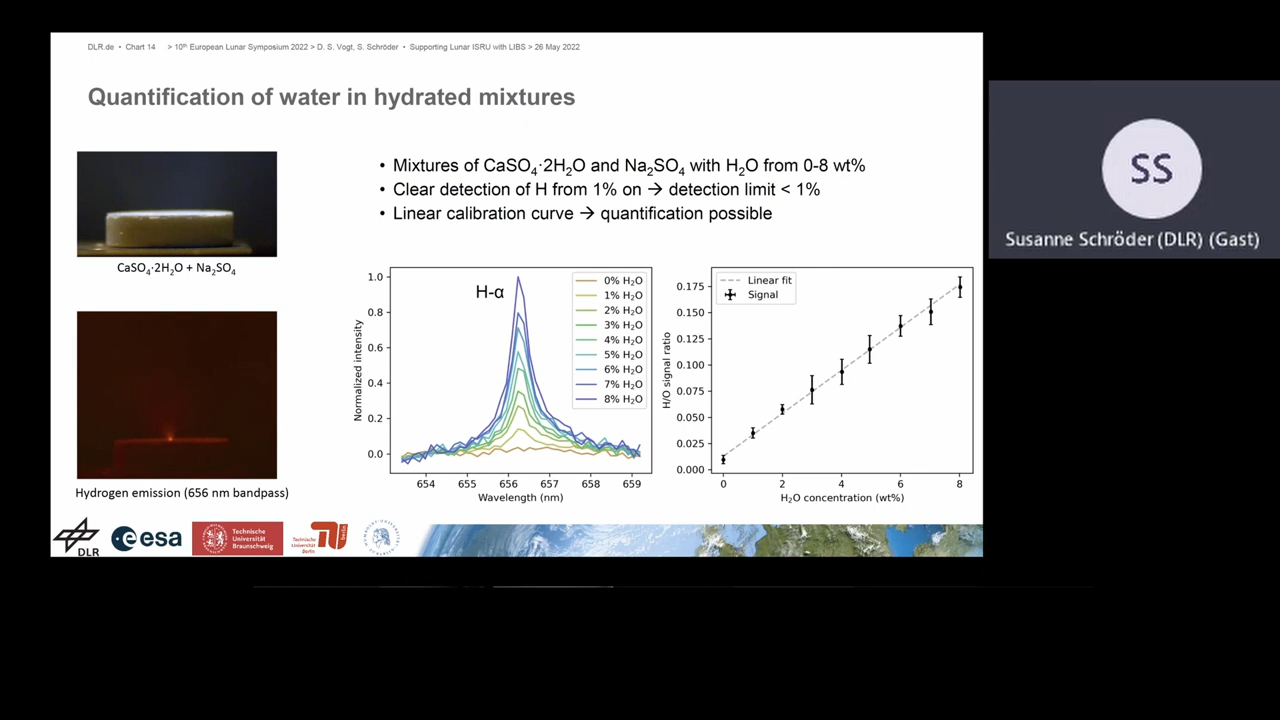 DLR.de • Chart 14 > 10th European Lunar Symposium 2022 > D. S. Vogt, S. Schröder • Supporting Lunar ISRU with LIBS > 26 May 2022
Quantification of water in hydrated mixtures
• Mixtures of CaSO₄·2H₂O and Na₂SO₄ with H₂O from 0-8 wt%
• Clear detection of H from 1% on → detection limit < 1%
• Linear calibration curve → quantification possible
CaSO₄·2H₂O + Na₂SO₄
Hydrogen emission (656 nm bandpass)
H-α
Normalized intensity
1.0
0.8
0.6
0.4
0.2
0.0
0% H₂O
1% H₂O
2% H₂O
3% H₂O
4% H₂O
5% H₂O
6% H₂O
7% H₂O
8% H₂O
654 655 656 657 658 659
Wavelength (nm)
H/O signal ratio
0.175
0.150
0.125
0.100
0.075
0.050
0.025
0.000
Linear fit
Signal
0 2 4 6 8
H₂O concentration (wt%)
DLR
esa
Technische
Universität
Braunschweig
Technische
Universität
Berlin
berlin
SS
Susanne Schröder (DLR) (Gast)